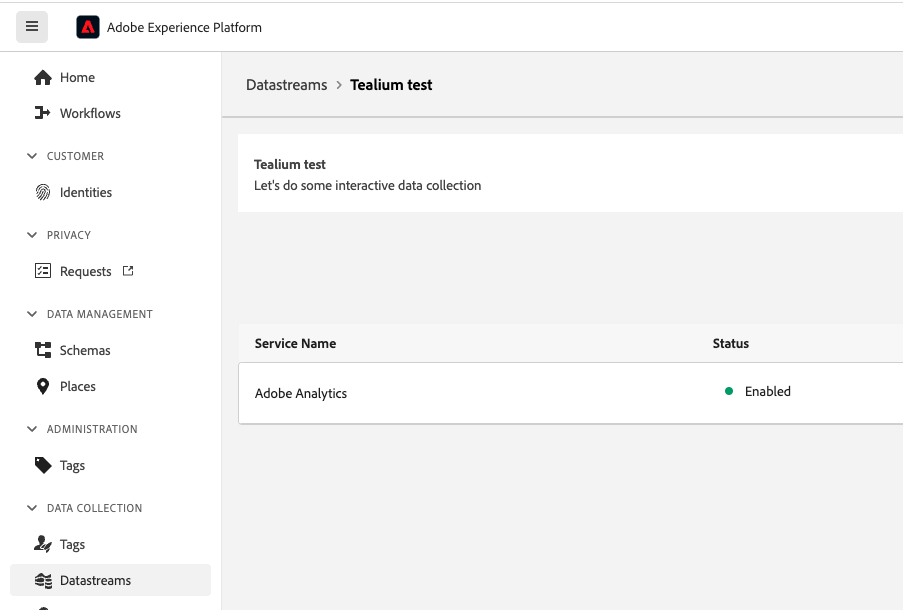 Adobe Experience Platform
Home
Workflows
CUSTOMER
Identities
PRIVACY
Requests
DATA MANAGEMENT
Schemas
Places
ADMINISTRATION
Tags
DATA COLLECTION
Tags
Datastreams
Datastreams > Tealium test
Tealium test
Let's do some interactive data collection
Service Name Status
Adobe Analytics Enabled